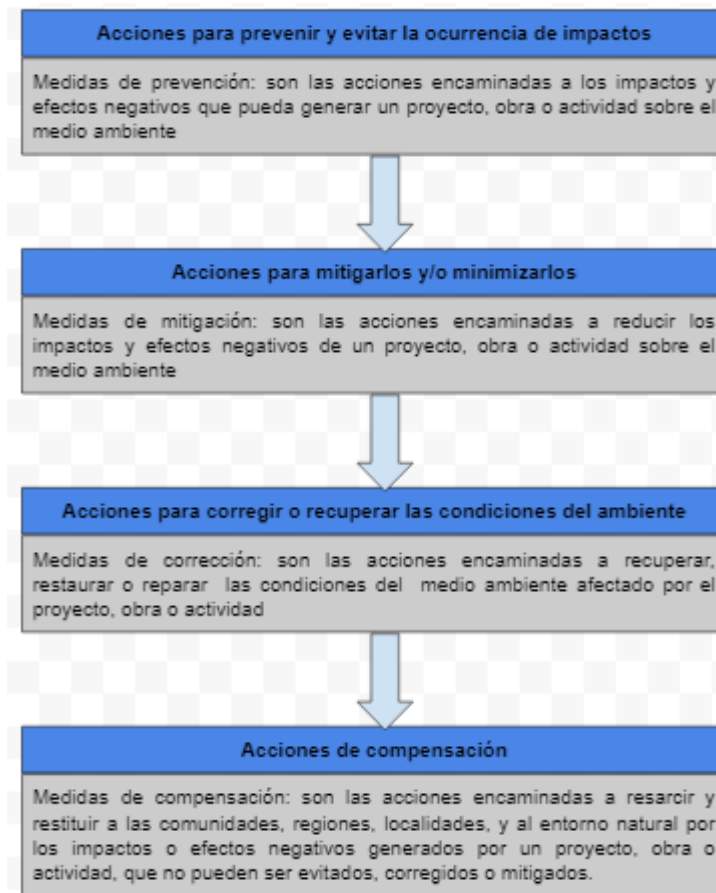 Acciones para prevenir y evitar la ocurrencia de impactos
Medidas de prevención: son las acciones encaminadas a los impactos y
efectos negativos que pueda generar un proyecto, obra o actividad sobre el
medio ambiente
Acciones para mitigarlos y/o minimizarlos
Medidas de mitigación: son las acciones encaminadas a reducir los
impactos y efectos negativos de un proyecto, obra o actividad sobre el
medio ambiente
Acciones para corregir o recuperar las condiciones del ambiente
Medidas de corrección: son las acciones encaminadas a recuperar,
restaurar o reparar las condiciones del medio ambiente afectado por el
proyecto, obra o actividad
Acciones de compensación
Medidas de compensación: son las acciones encaminadas a resarcir y
restituir a las comunidades, regiones, localidades, y al entorno natural por
los impactos o efectos negativos generados por un proyecto, obra o
actividad, que no pueden ser evitados, corregidos o mitigados.